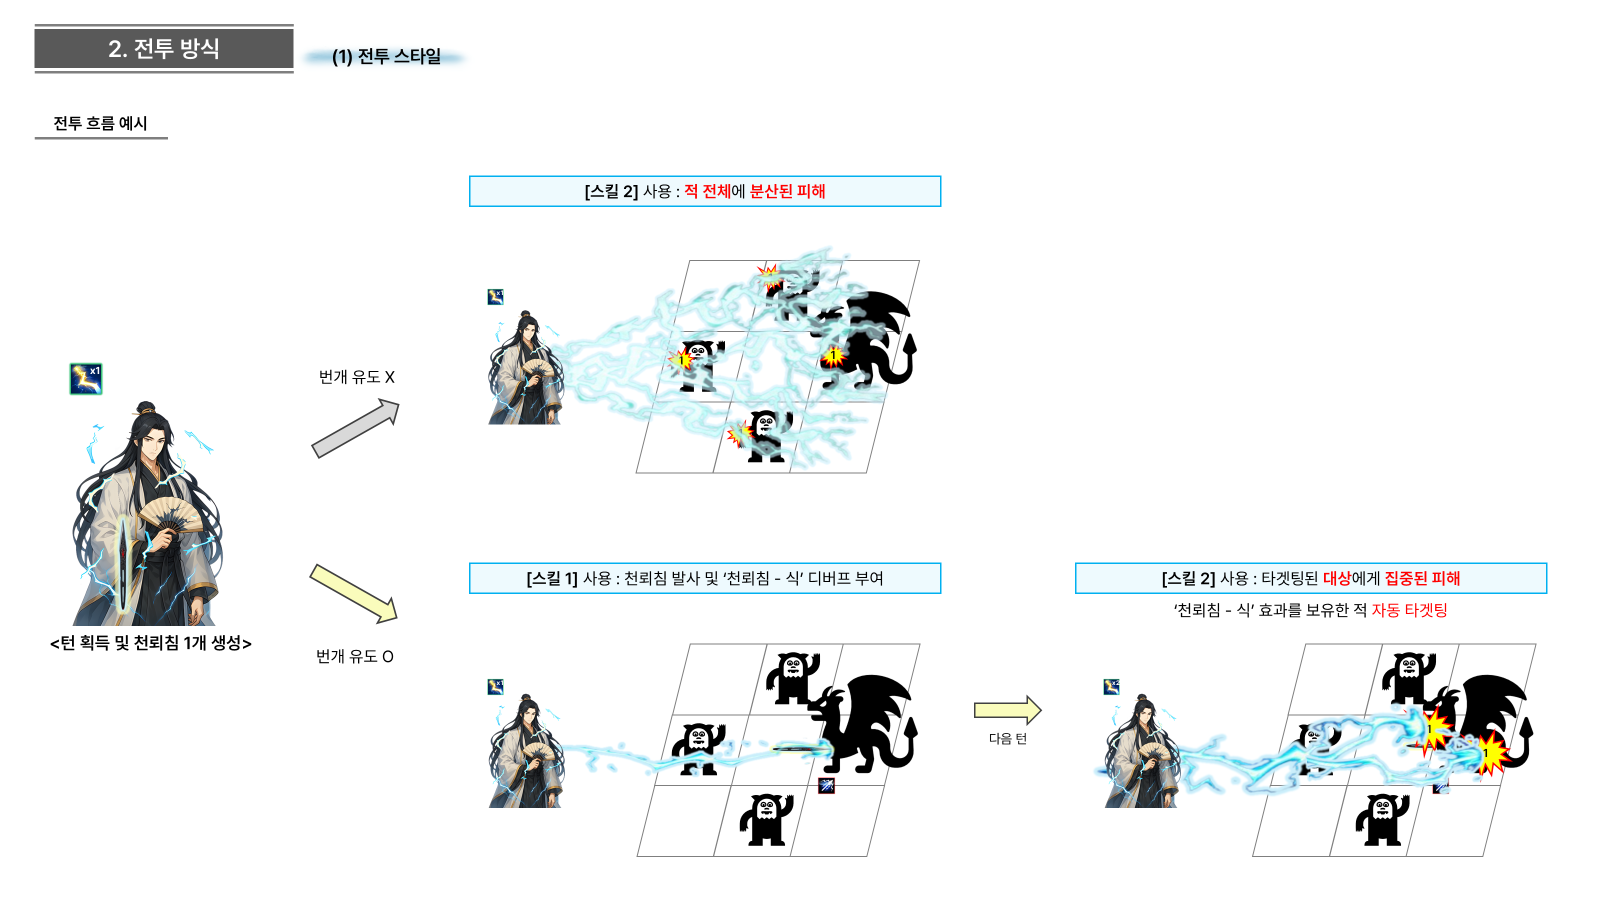 2. 전투 방식
(1) 전투 스타일
전투 흐름 예시
[스킬 2] 사용 : 적 전체에 분산된 피해
1
1
x1
번개 유도 X
<턴 획득 및 천뢰침 1개 생성>
번개 유도 O
[스킬 1] 사용 : 천뢰침 발사 및 ‘천뢰침 - 식’ 디버프 부여
다음 턴
[스킬 2] 사용 : 타겟팅된 대상에게 집중된 피해
‘천뢰침 - 식’ 효과를 보유한 적 자동 타겟팅
1
1